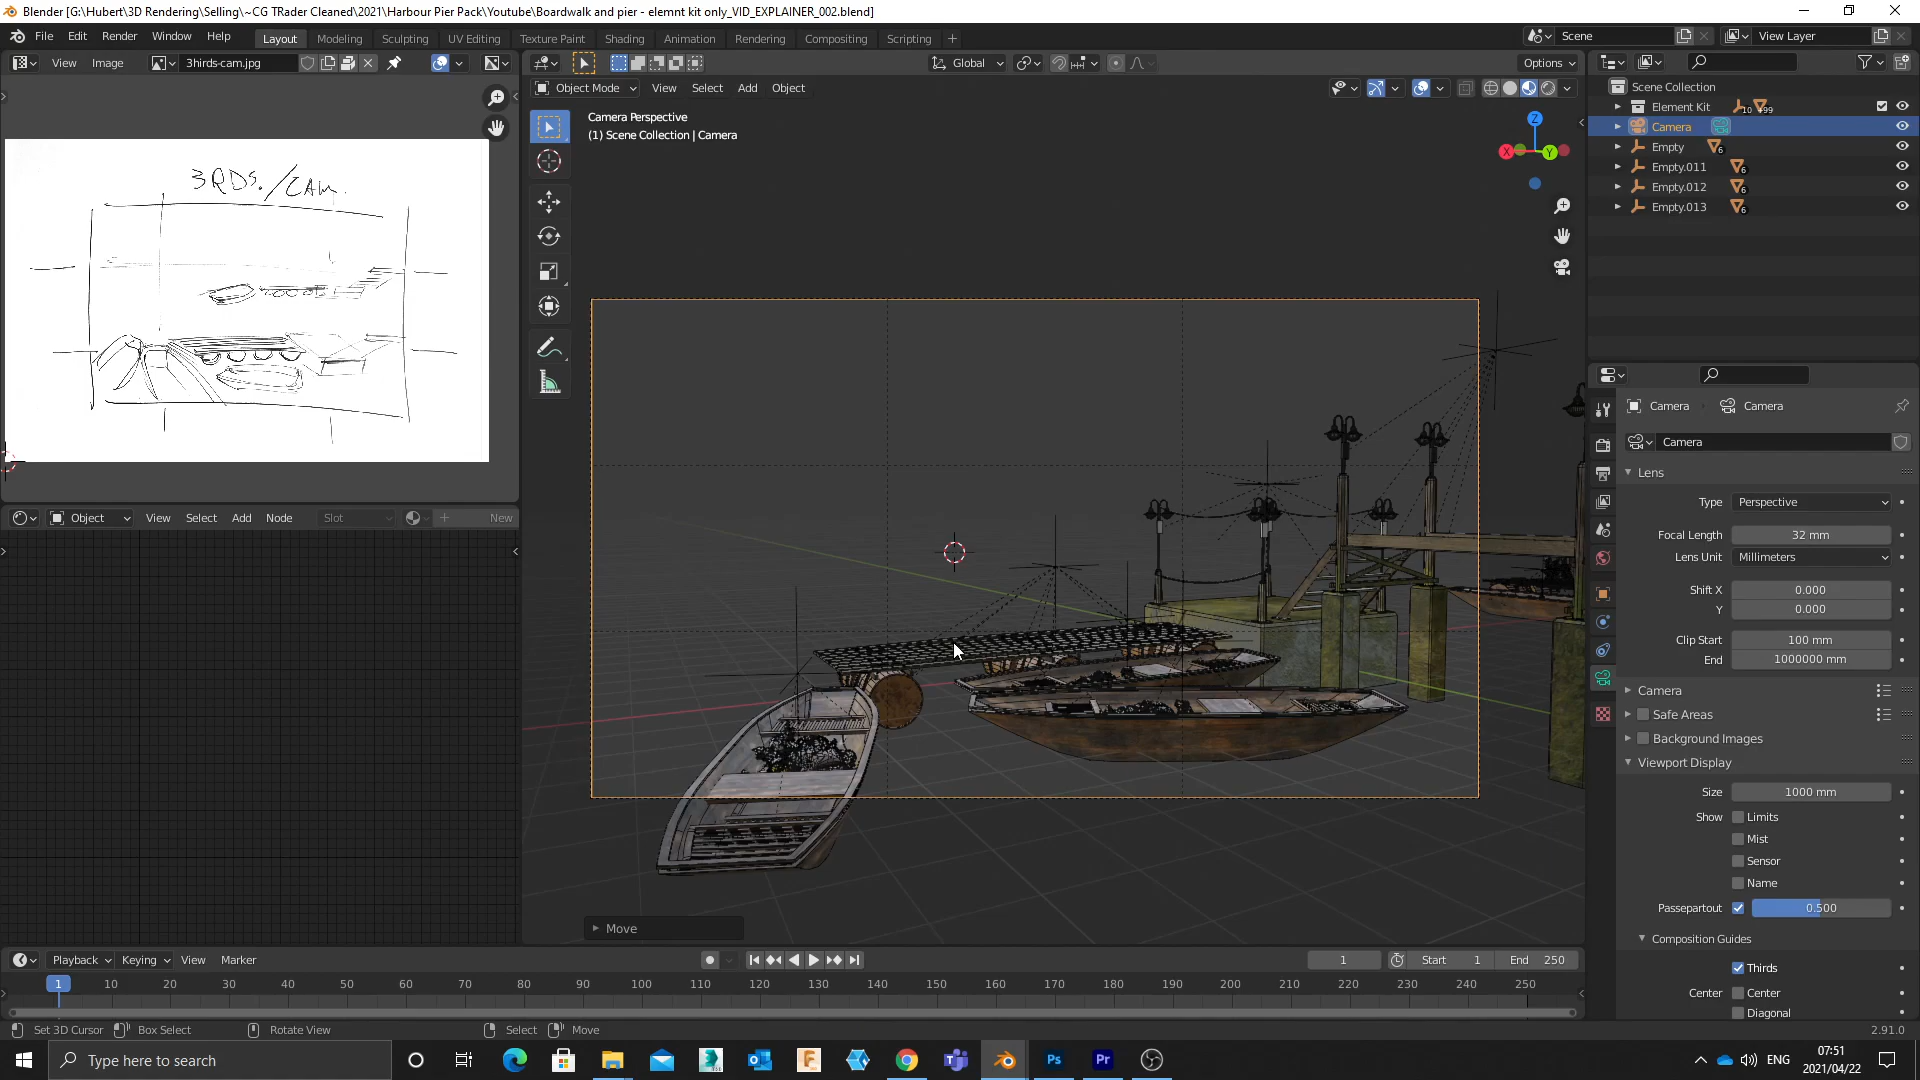 Blender [G:\Hubert\3D Rendering\Selling\~CG TRader Cleaned\2021\Harbour Pier Pack\Youtube\Boardwalk and pier - elemnt kit only_VID_EXPLAINER_002.blend]
File Edit Render Window Help Layout Modeling Sculpting UV Editing Texture Paint Shading Animation Rendering Compositing Scripting + Scene View Layer
View Image 3hirds-cam.jpg Global Options
Object Mode View Select Add Object
Camera Perspective
(1) Scene Collection | Camera
Z
X
Y
3RDS./CAM.
Scene Collection
Element Kit 10 +99
Camera
Empty 6
Empty.011 6
Empty.012 6
Empty.013 6
Camera Camera
Camera
Lens
Type Perspective
Focal Length 32 mm
Lens Unit Millimeters
Shift X 0.000
Y 0.000
Clip Start 100 mm
End 1000000 mm
Camera
Safe Areas
Background Images
Viewport Display
Size 1000 mm
Show Limits
Mist
Sensor
Name
Passepartout 0.500
Composition Guides
Thirds
Center Center
Diagonal
Object View Select Add Node Slot New
Move
Playback Keying View Marker 1 Start 1 End 250
1 10 20 30 40 50 60 70 80 90 100 110 120 130 140 150 160 170 180 190 200 210 220 230 240 250
Set 3D Cursor Box Select Rotate View Select Move 2.91.0
Type here to search
ENG
07:51
2021/04/22